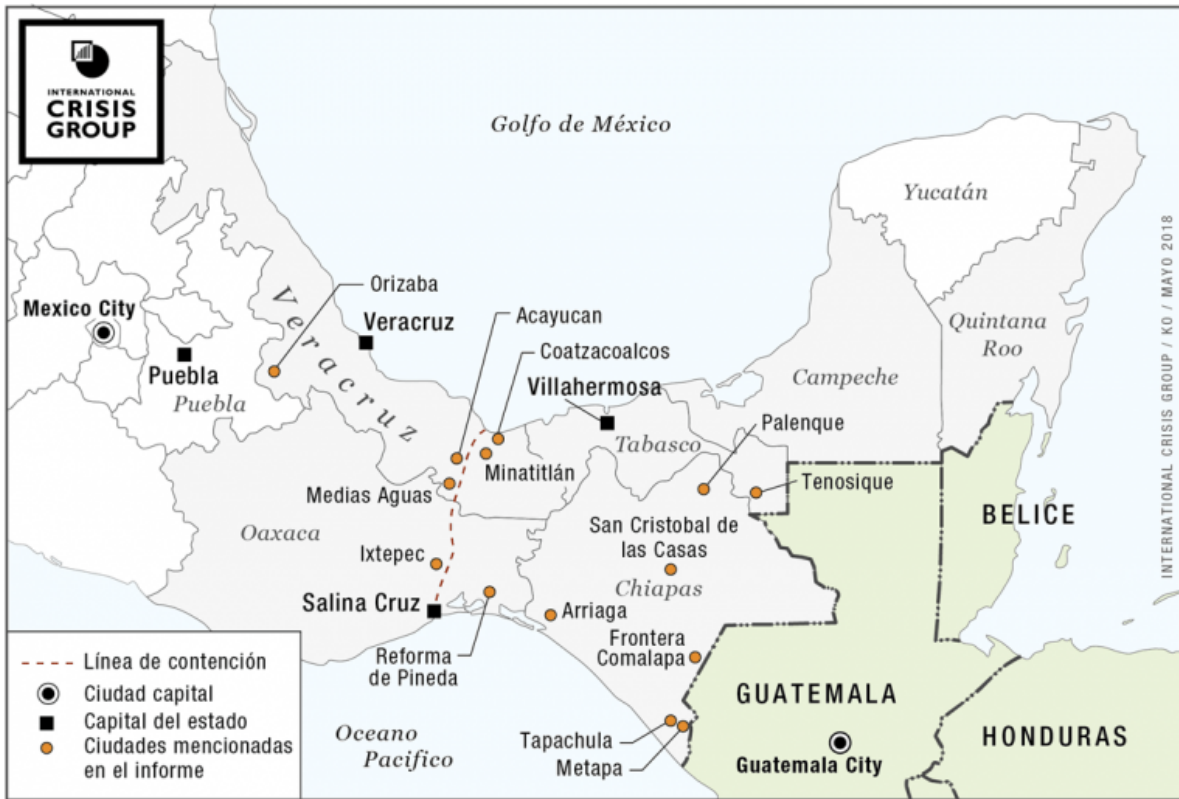 INTERNATIONAL
CRISIS
GROUP
Golfo de México
Yucatán
Orizaba
Mexico City
Veracruz
Veracruz
Acayucan
Quintana
Roo
Coatzacoalcos
Puebla
Puebla
Villahermosa
Campeche
Palenque
Tabasco
Minatitlán
Medias Aguas
Tenosique
BELICE
Oaxaca
San Cristobal de
las Casas
Ixtepec
Chiapas
Salina Cruz
Arriaga
Reforma
de Pineda
Frontera
Comalapa
GUATEMALA
HONDURAS
Oceano
Pacífico
Tapachula
Metapa
Guatemala City
Línea de contención
Ciudad capital
Capital del estado
Ciudades mencionadas
en el informe
INTERNATIONAL CRISIS GROUP / KO / MAYO 2018